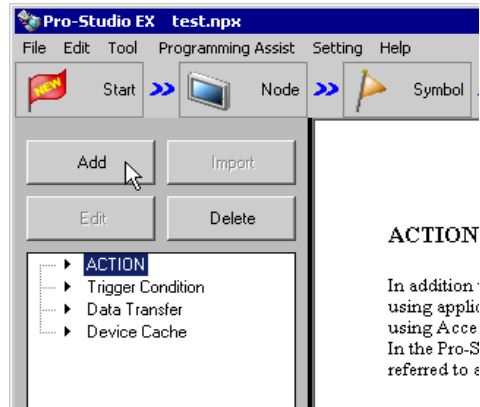 Pro-Studio EX test.npx
File Edit Tool Programming Assist Setting Help
NEW Start Node Symbol
Add Import
Edit Delete
ACTION
Trigger Condition
Data Transfer
Device Cache
ACTION
In addition
using applic
using Acce
In the Pro-S
referred to a